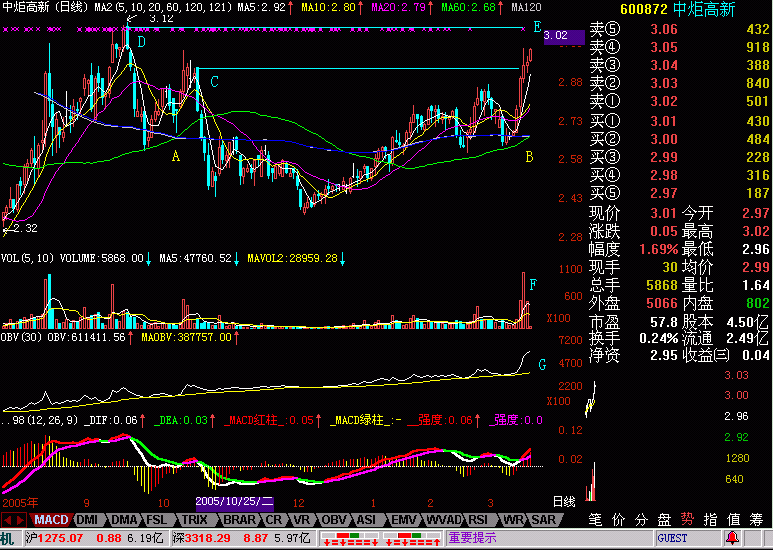 中炬高新 (日线) MA2(5,10,20,60,120,121) MA5:2.92↑ MA10:2.80↑ MA20:2.79↑ MA60:2.68↑ MA120
600872 中炬高新
3.12
D
E
3.02
C
A
B
2.32
2.88
2.73
2.58
2.43
2.28
卖⑤ 3.06 432
卖④ 3.05 918
卖③ 3.04 388
卖② 3.03 840
卖① 3.02 501
买① 3.01 430
买② 3.00 484
买③ 2.99 228
买④ 2.98 316
买⑤ 2.97 187
现价 3.01 今开 2.97
涨跌 0.05 最高 3.02
幅度 1.69% 最低 2.96
现手 30 均价 2.99
总手 5868 量比 1.64
外盘 5066 内盘 802
市盈 57.8 股本 4.50亿
换手 0.24% 流通 2.49亿
净资 2.95 收益㈢ 0.04
VOL(5,10) VOLUME:5868.00↓ MA5:47760.52↓ MAVOL2:28959.28↓
1100
F
600
X100
OBV(30) OBV:611411.56↑ MAOBV:387757.00↑
7200
G
4700
2200
X100
3.03
3.00
2.96
2.92
1280
640
..98(12,26,9) _DIF:0.06↑ _DEA:0.03↑ _MACD红柱_:0.05↑ _MACD绿柱_:- __强度:0.06↑ _强度:0.0
0.12
0.02
2005年 9 10 2005/10/25/二 12 1 2 3 日线
MACD DMI DMA FSL TRIX BRAR CR VR OBV ASI EMV WVAD RSI WR SAR
笔 价 分 盘 势 指 值 筹
机 沪1275.07 0.88 6.19亿 深3318.29 8.87 5.97亿 重要提示 GUEST